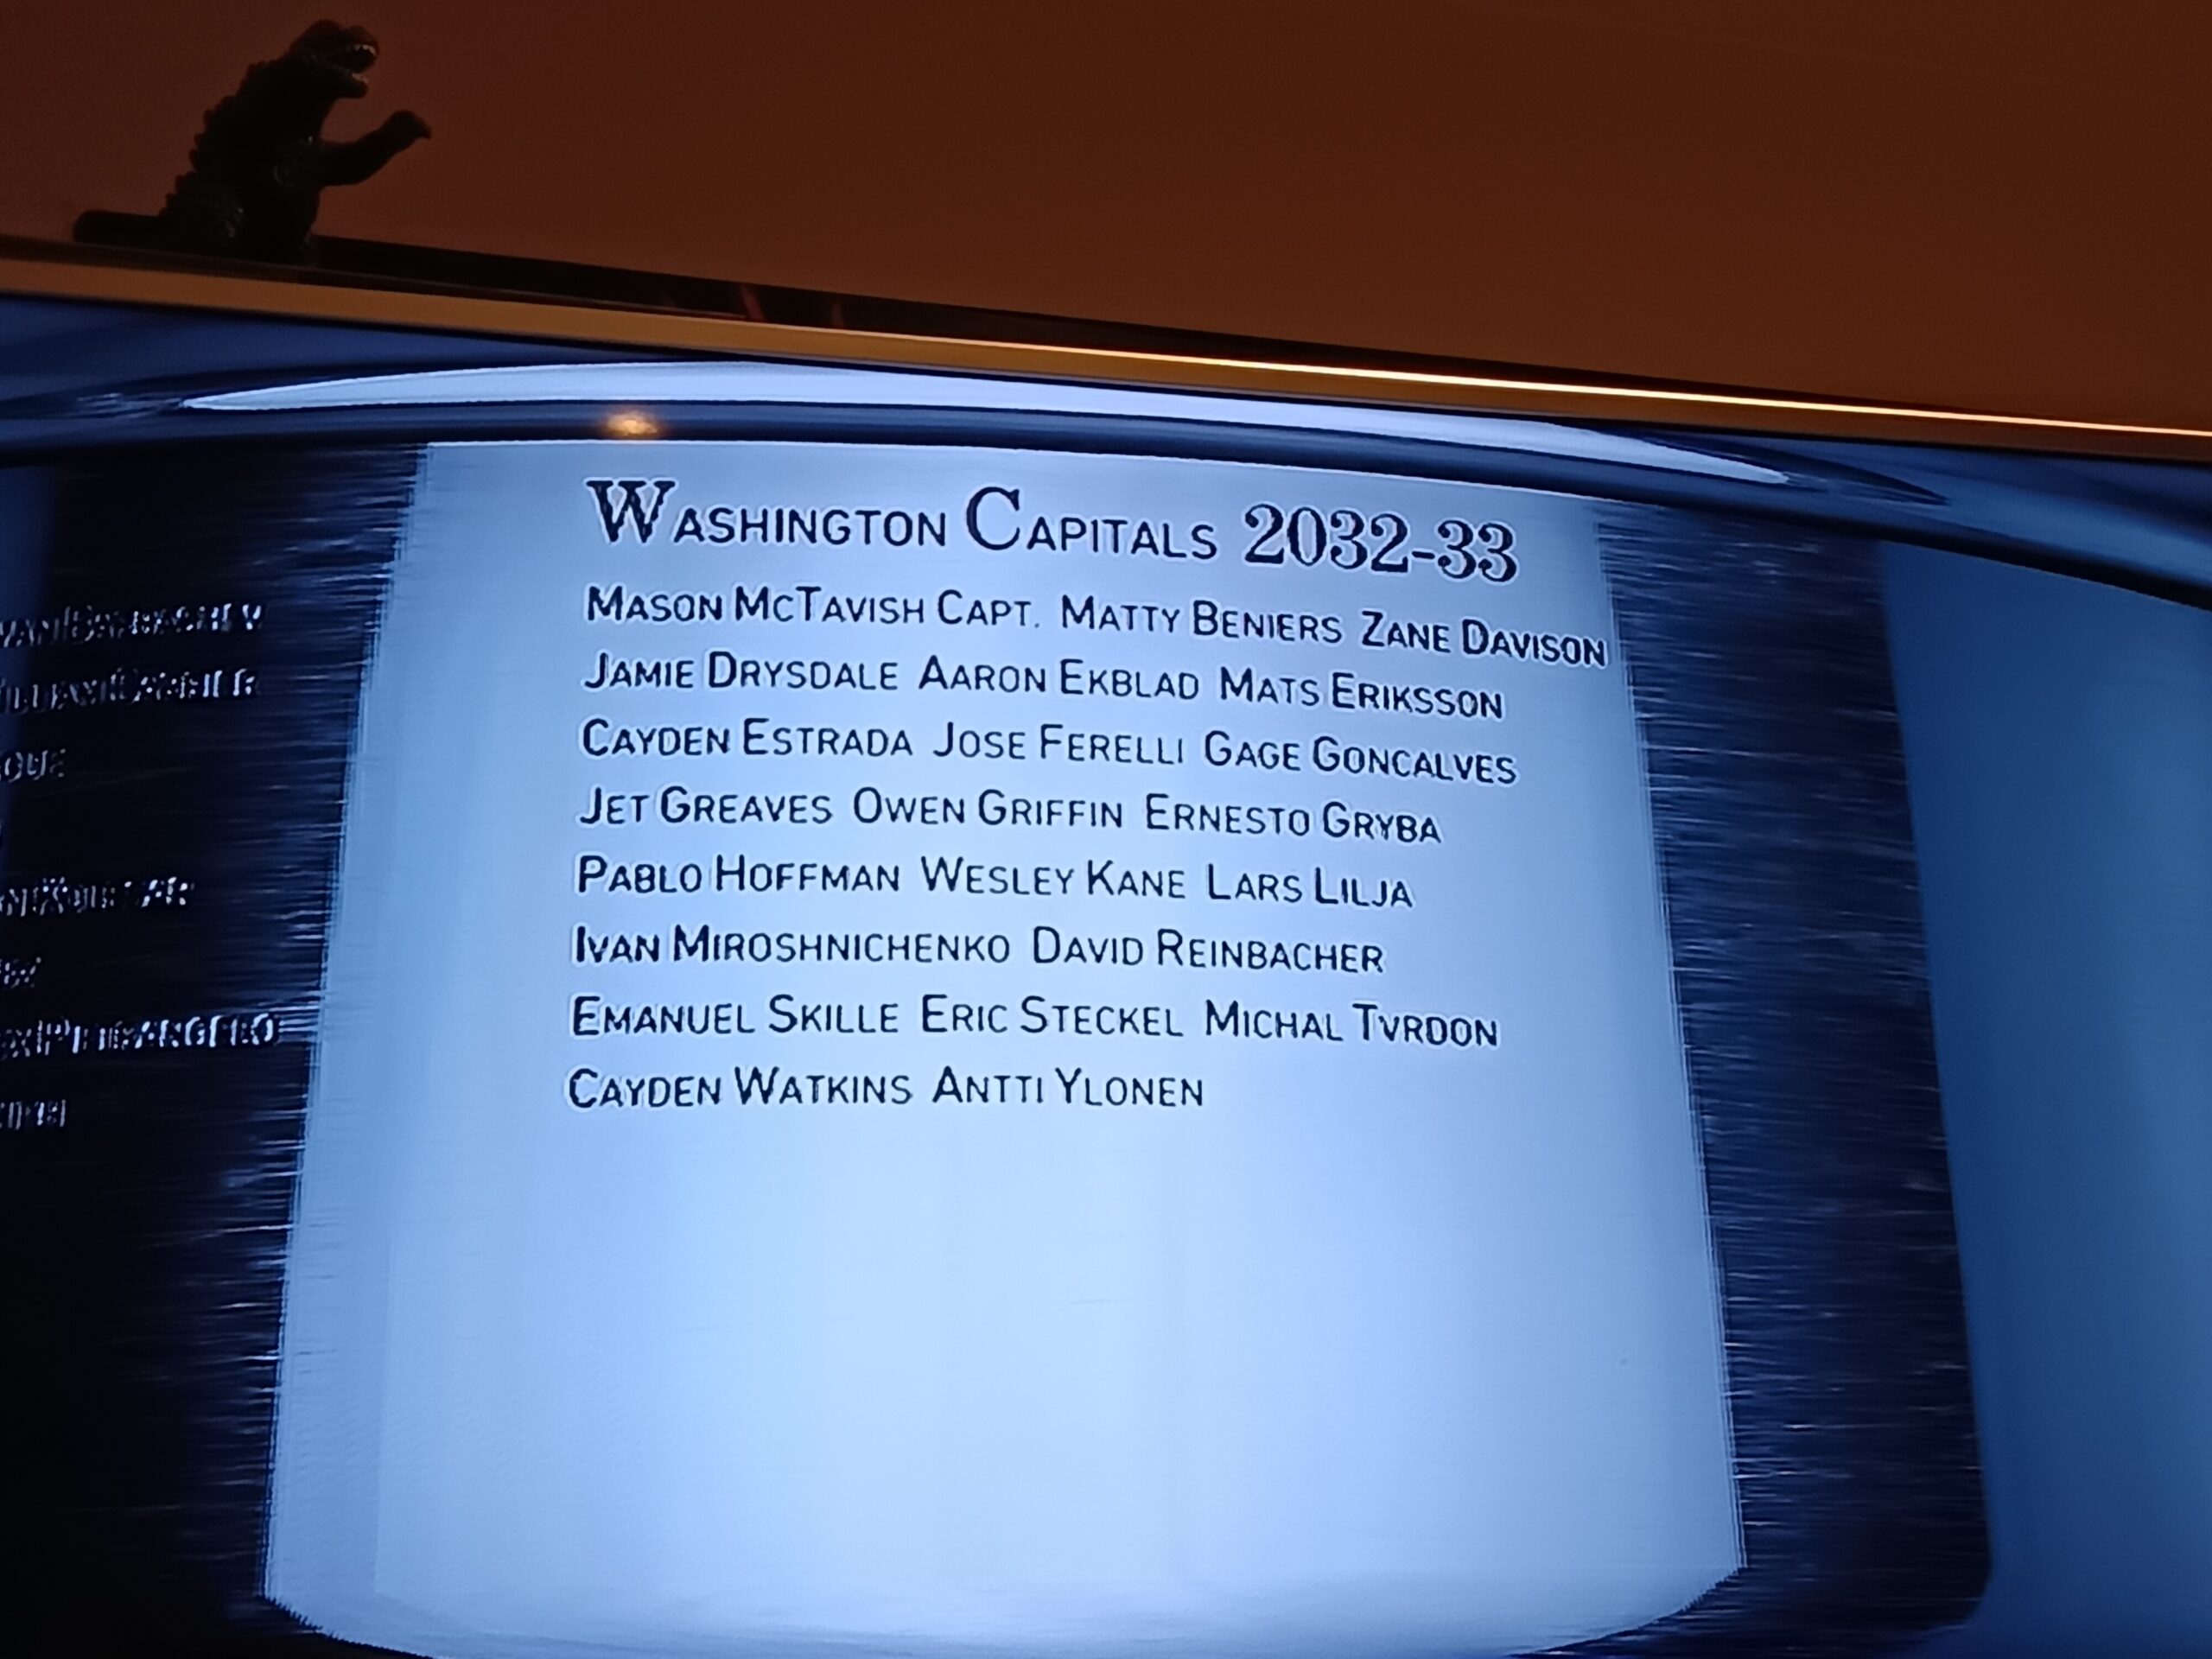 WASHINGTON CAPITALS 2032-33
MASON MCTAVISH CAPT. MATTY BENIERS ZANE DAVISON
JAMIE DRYSDALE AARON EKBLAD MATS ERIKSSON
CAYDEN ESTRADA JOSE FERELLI GAGE GONCALVES
JET GREAVES OWEN GRIFFIN ERNESTO GRYBA
PABLO HOFFMAN WESLEY KANE LARS LILJA
IVAN MIROSHNICHENKO DAVID REINBACHER
EMANUEL SKILLE ERIC STECKEL MICHAL TVRDON
CAYDEN WATKINS ANTTI YLONEN